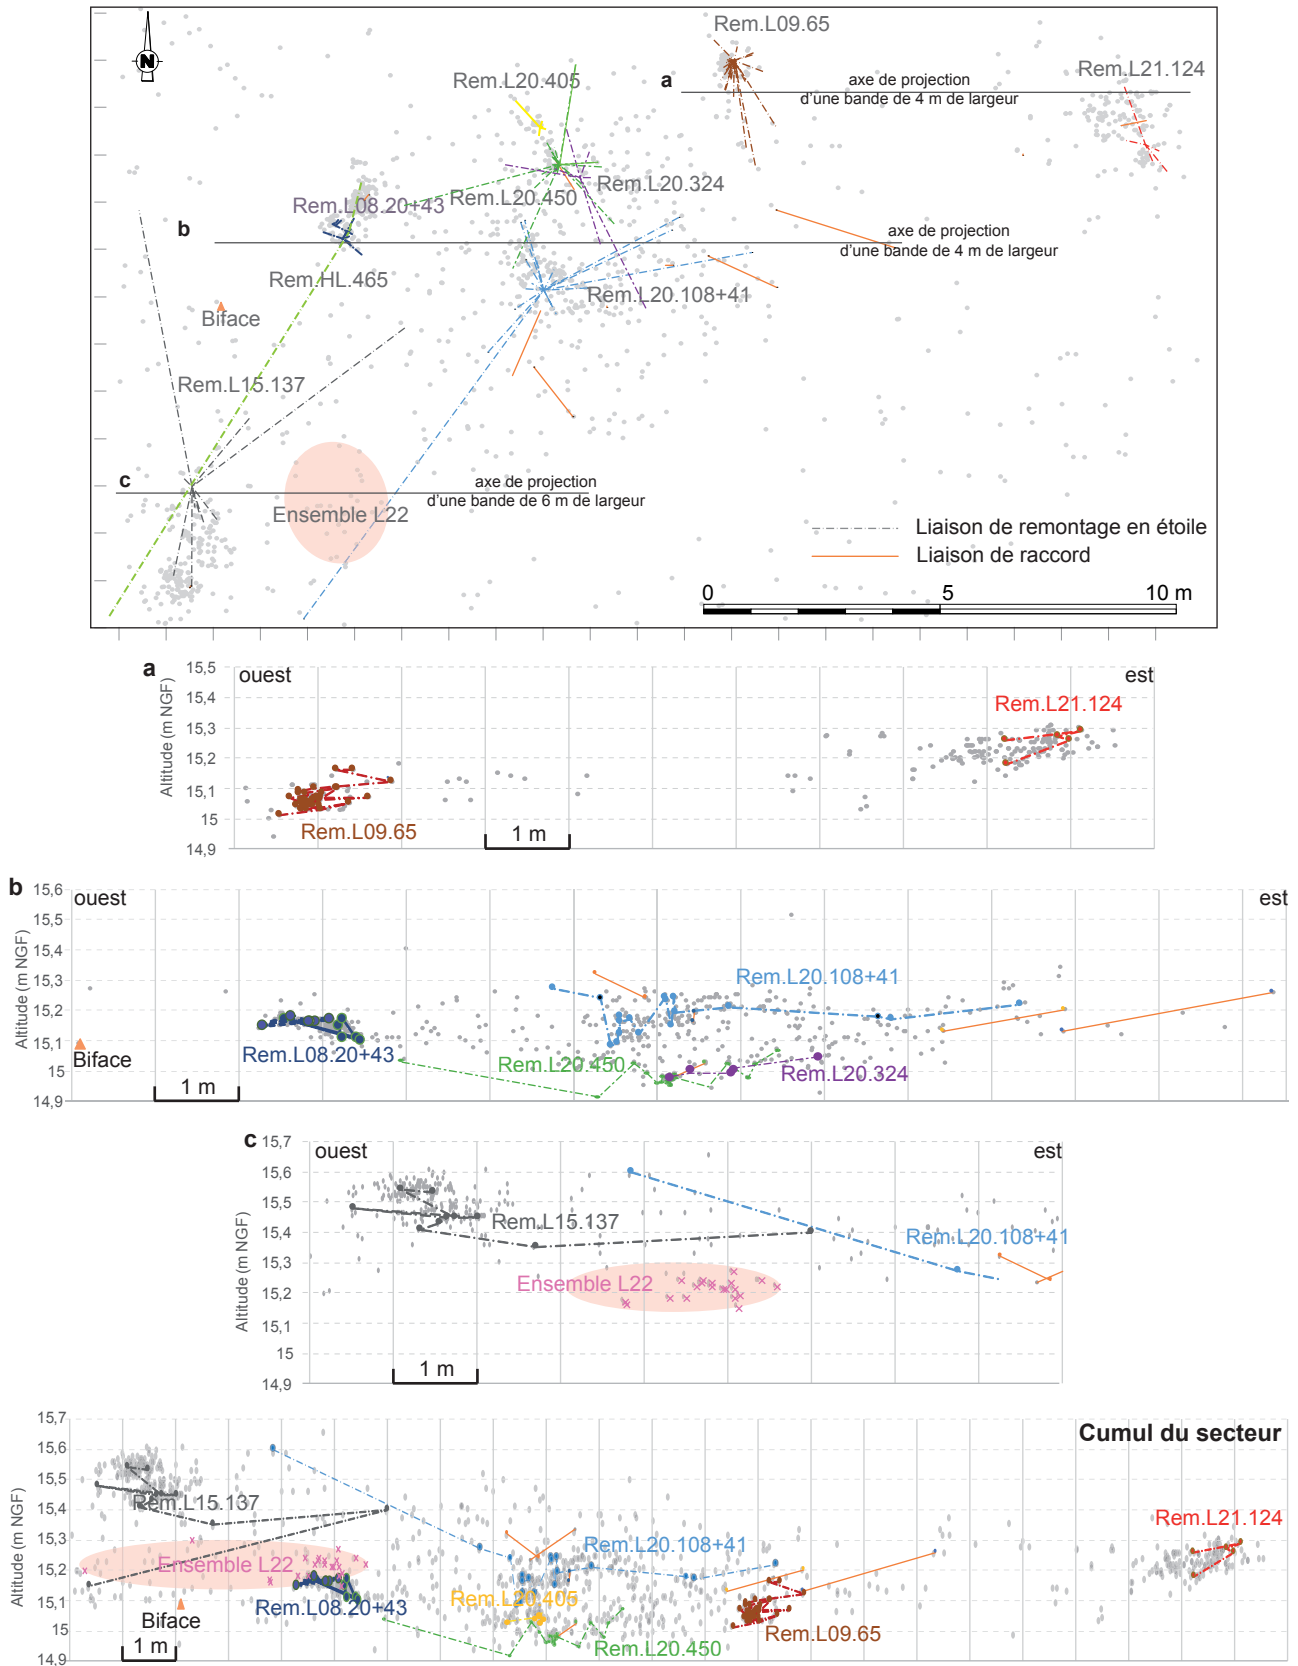 N
Rem.L09.65
Rem.L21.124
a
axe de projection
d'une bande de 4 m de largeur
Rem.L20.405
Rem.L20.324
Rem.L20.450
Rem.L08.20+43
b
axe de projection
d'une bande de 4 m de largeur
Rem.HL.465
Rem.L20.108+41
Biface
Rem.L15.137
c
axe de projection
d'une bande de 6 m de largeur
Ensemble L22
Liaison de remontage en étoile
Liaison de raccord
0 5 10 m
a
ouest est
Altitude (m NGF)
15,5
15,4
15,3
15,2
15,1
15
14,9
Rem.L21.124
Rem.L09.65
1 m
b
ouest est
Altitude (m NGF)
15,6
15,5
15,4
15,3
15,2
15,1
15
14,9
Rem.L20.108+41
Rem.L08.20+43
Biface
Rem.L20.450
Rem.L20.324
1 m
c
ouest est
Altitude (m NGF)
15,7
15,6
15,5
15,4
15,3
15,2
15,1
15
14,9
Rem.L15.137
Rem.L20.108+41
Ensemble L22
1 m
Cumul du secteur
Altitude (m NGF)
15,7
15,6
15,5
15,4
15,3
15,2
15,1
15
14,9
Rem.L15.137
Rem.L21.124
Rem.L20.108+41
Ensemble L22
Rem.L20.405
Rem.L08.20+43
Biface
Rem.L09.65
Rem.L20.450
1 m